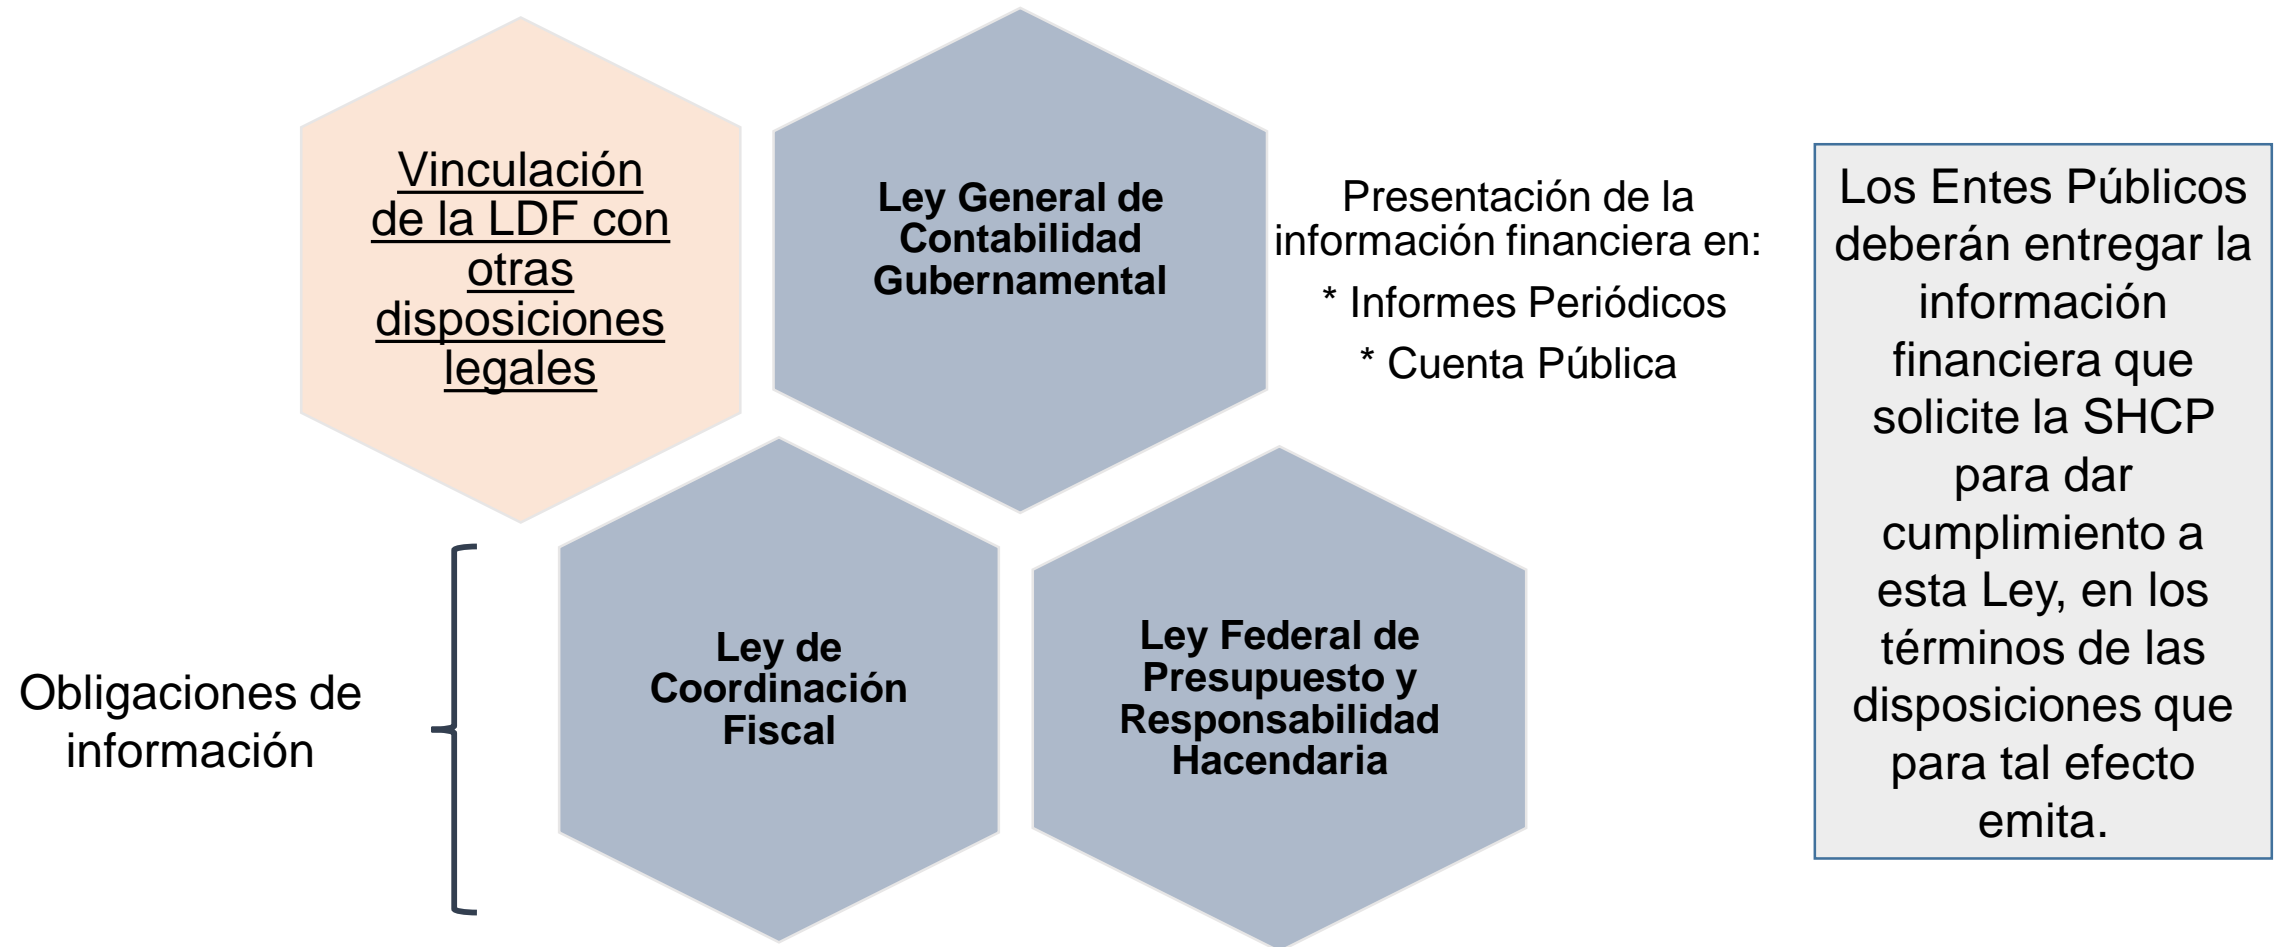 Vinculación
de la LDF con
otras
disposiciones
legales
Ley General de
Contabilidad
Gubernamental
Presentación de la
información financiera en:
* Informes Periódicos
* Cuenta Pública
Los Entes Públicos
deberán entregar la
información
financiera que
solicite la SHCP
para dar
cumplimiento a
esta Ley, en los
términos de las
disposiciones que
para tal efecto
emita.
Obligaciones de
información
Ley de
Coordinación
Fiscal
Ley Federal de
Presupuesto y
Responsabilidad
Hacendaria